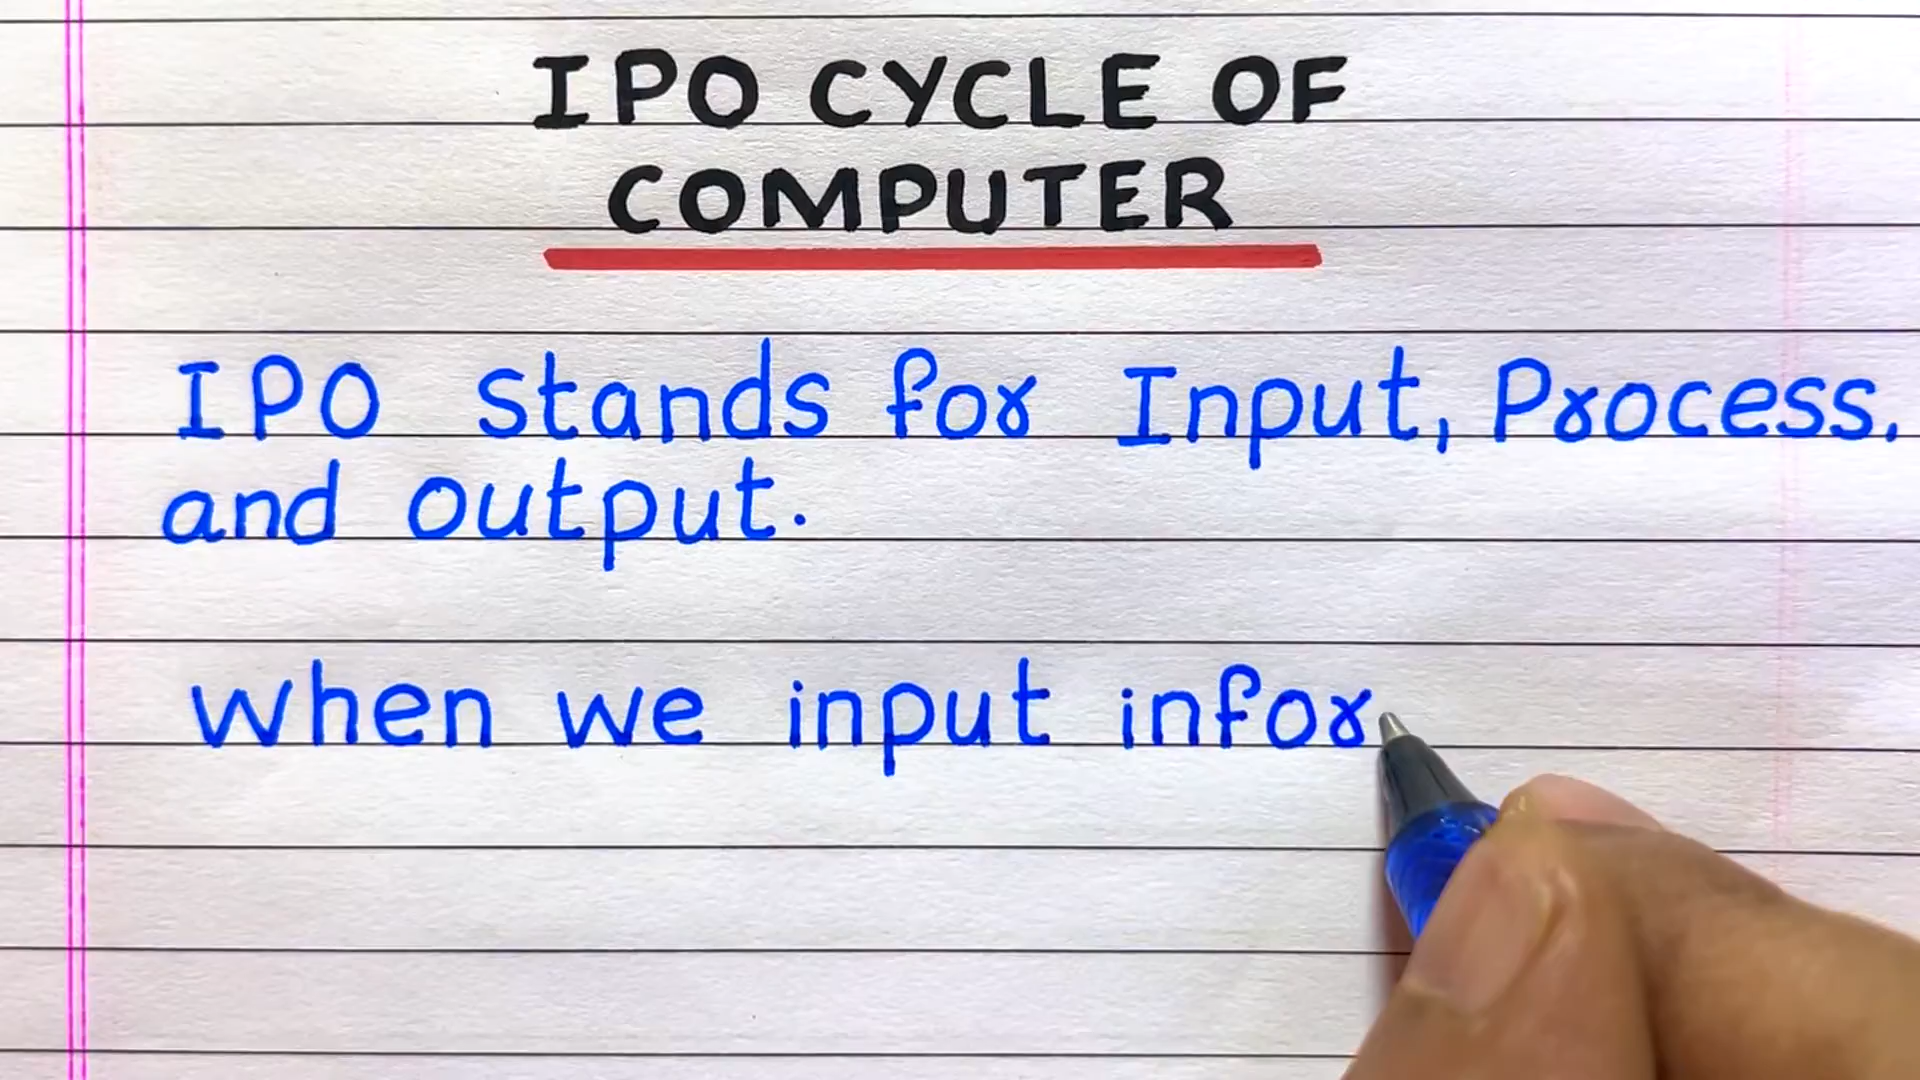 IPO CYCLE OF
COMPUTER
IPO stands for Input, Process.
and output.
when we input infor